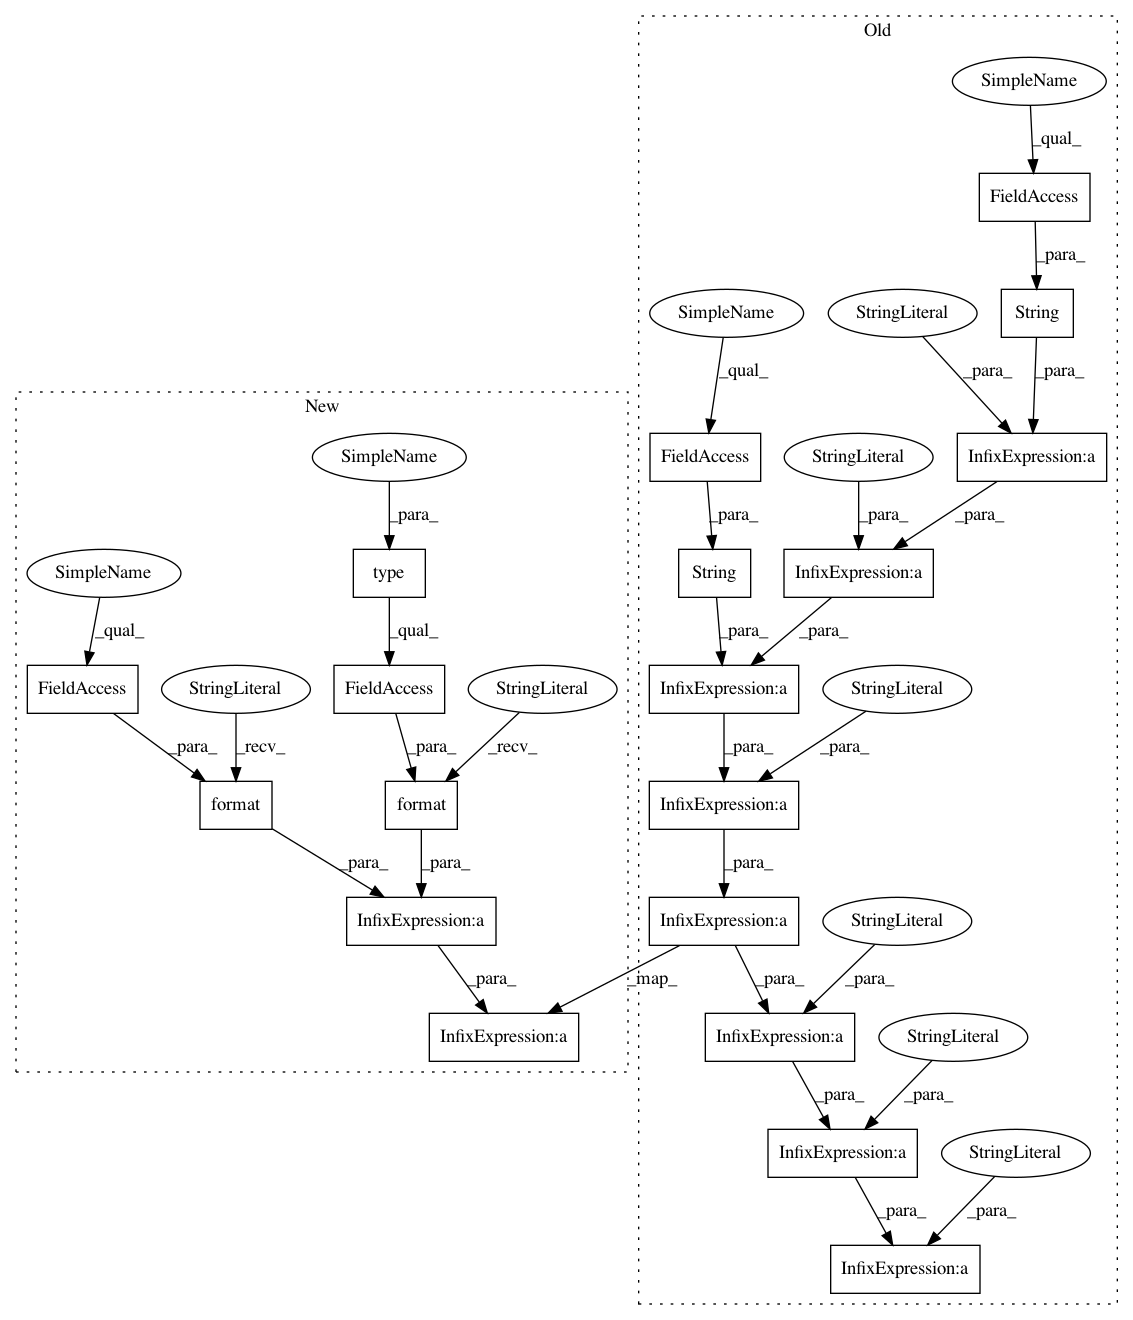 Old
SimpleName
_qual_
FieldAccess
_para_
SimpleName
StringLiteral
String
_qual_
_para_
_para_
New
SimpleName
FieldAccess
StringLiteral
InfixExpression:a
_para_
_para_
_para_
_para_
SimpleName
type
String
InfixExpression:a
_qual_
_qual_
_para_
_para_
FieldAccess
StringLiteral
FieldAccess
StringLiteral
InfixExpression:a
StringLiteral
_para_
_recv_
_para_
_recv_
_para_
_para_
format
format
InfixExpression:a
_para_
_para_
_para_
InfixExpression:a
InfixExpression:a
StringLiteral
_para_
_map_
_para_
_para_
InfixExpression:a
InfixExpression:a
StringLiteral
_para_
_para_
InfixExpression:a
StringLiteral
_para_
_para_
InfixExpression:a